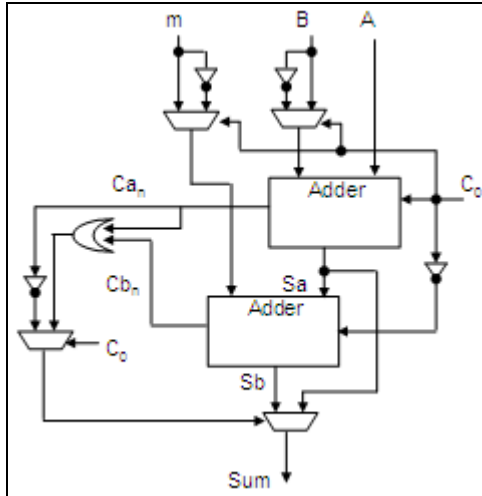 m B A
Ca_n Adder C_o
Cb_n Sa
Adder
C_o
Sb
Sum